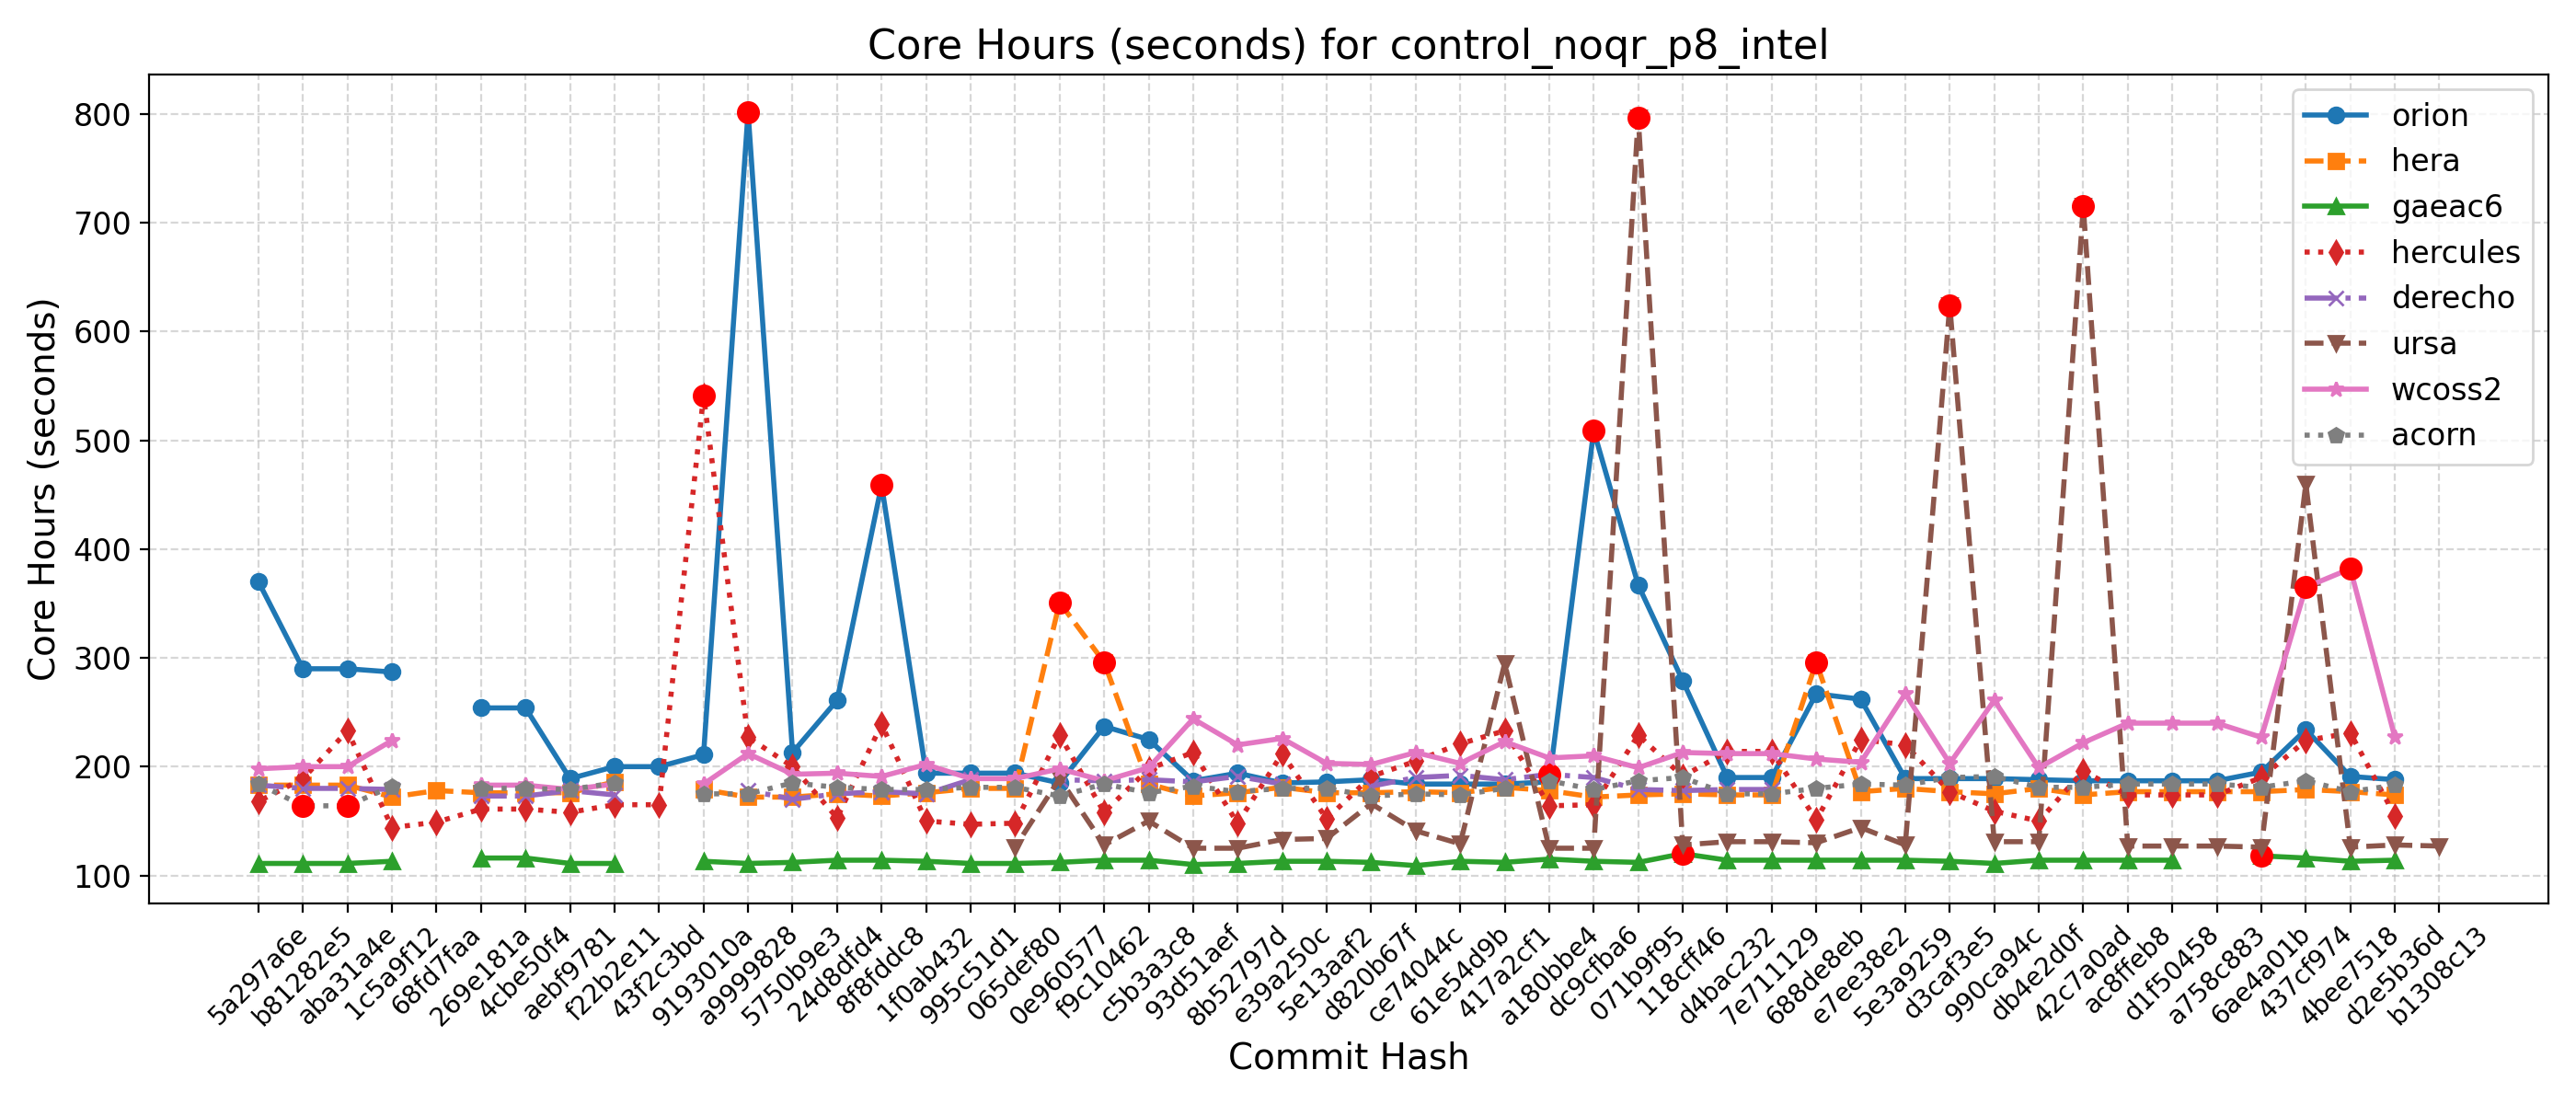 Core Hours (seconds) for control_noqr_p8_intel
Core Hours (seconds)
800
700
600
500
400
300
200
100
orion
hera
gaeac6
hercules
derecho
ursa
wcoss2
acorn
5a297a6e
b81282e5
aba31a4e
1c5a9f12
68fd7faa
269e181a
4cbe50f4
aebf9781
f22b2e11
43f2c3bd
9193010a
a9999828
5750b9e3
24d8dfd4
8f8fddc8
1f0ab432
995c51d1
065def80
0e960577
f9c10462
c5b3a3c8
93d51aef
8b52797d
e39a250c
5e13aaf2
d820b67f
ce74044c
61e54d9b
417a2cf1
a180bbe4
dc9cfba6
071b9f95
118cff46
d4bac232
7e711129
688de8eb
e7ee38e2
5e3a9259
d3caf3e5
990ca94c
db4e2d0f
42c7a0ad
ac8ffeb8
d1f50458
a758c883
6ae4a01b
437cf974
4bee7518
d2e5b36d
b1308c13
Commit Hash